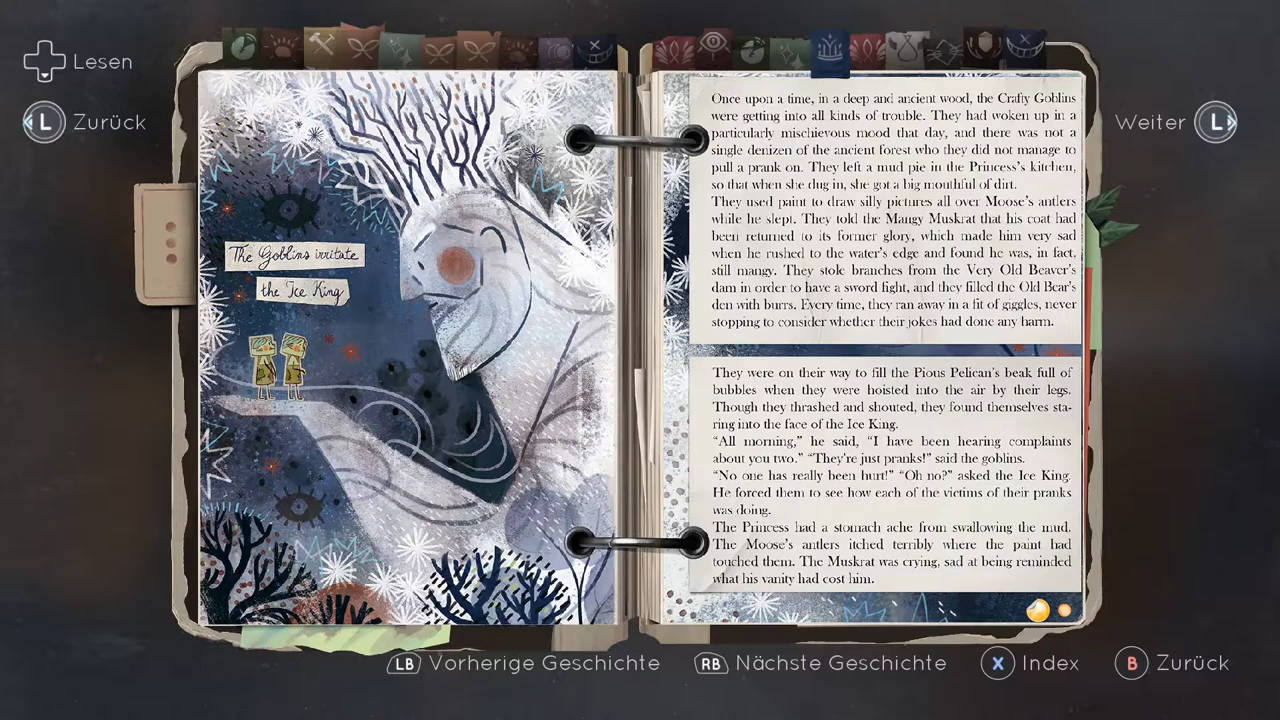 Lesen
L Zurück
Weiter L
The Goblins irritate
the Ice King
Once upon a time, in a deep and ancient wood, the Crafty Goblins
were getting into all kinds of trouble. They had woken up in a
particularly mischievous mood that day, and there was not a
single denizen of the ancient forest who they did not manage to
pull a prank on. They left a mud pie in the Princess's kitchen,
so that when she dug in, she got a big mouthful of dirt.
They used paint to draw silly pictures all over Moose's antlers
while he slept. They told the Mangy Muskrat that his coat had
been returned to its former glory, which made him very sad
when he rushed to the water's edge and found he was, in fact,
still mangy. They stole branches from the Very Old Beaver's
dam in order to have a sword fight, and they filled the Old Bear's
den with burrs. Every time, they ran away in a fit of giggles, never
stopping to consider whether their jokes had done any harm.
They were on their way to fill the Pious Pelican's beak full of
bubbles when they were hoisted into the air by their legs.
Though they thrashed and shouted, they found themselves sta-
ring into the face of the Ice King.
"All morning," he said, "I have been hearing complaints
about you two." "They're just pranks!" said the goblins.
"No one has really been hurt!" "Oh no?" asked the Ice King.
He forced them to see how each of the victims of their pranks
was doing.
The Princess had a stomach ache from swallowing the mud.
The Moose's antlers itched terribly where the paint had
touched them. The Muskrat was crying, sad at being reminded
what his vanity had cost him.
LB Vorherige Geschichte RB Nächste Geschichte X Index B Zurück